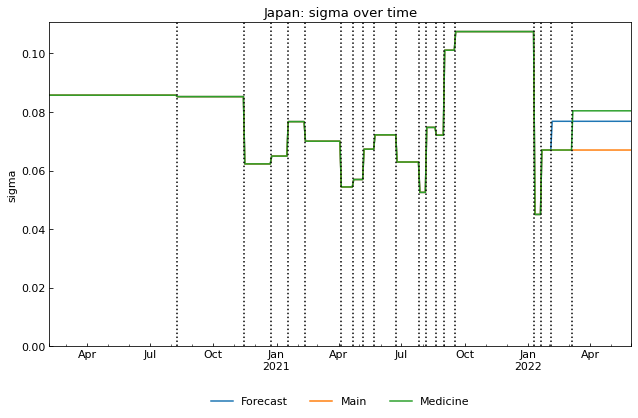 Japan: sigma over time
0.10
0.08
0.06
0.04
0.02
0.00
sigma
Apr Jul Oct Jan Apr Jul Oct Jan Apr
2021 2022
Forecast Main Medicine